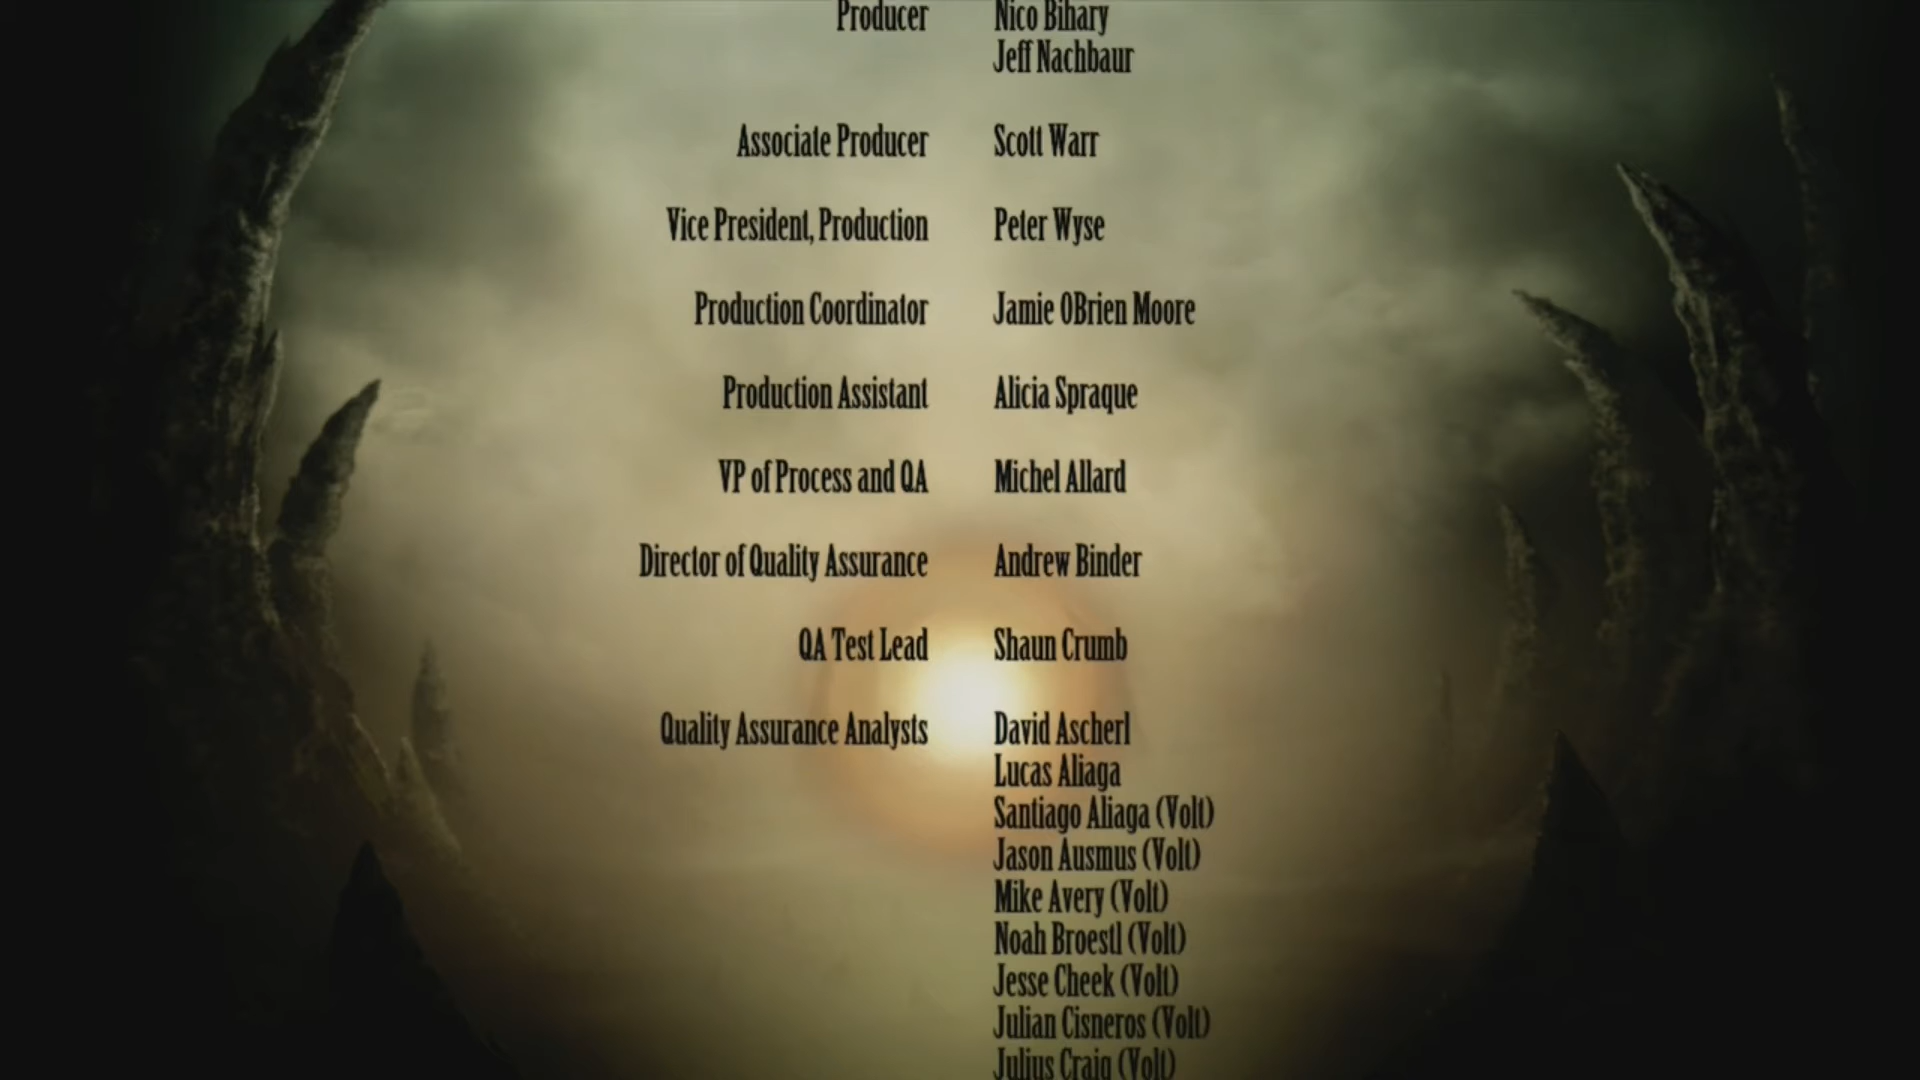 Producer Nico Bihary
Jeff Nachbaur
Associate Producer Scott Warr
Vice President, Production Peter Wyse
Production Coordinator Jamie OBrien Moore
Production Assistant Alicia Spraque
VP of Process and QA Michel Allard
Director of Quality Assurance Andrew Binder
QA Test Lead Shaun Crumb
Quality Assurance Analysts David Ascherl
Lucas Aliaga
Santiago Aliaga (Volt)
Jason Ausmus (Volt)
Mike Avery (Volt)
Noah Broestl (Volt)
Jesse Cheek (Volt)
Julian Cisneros (Volt)
Julius Craig (Volt)